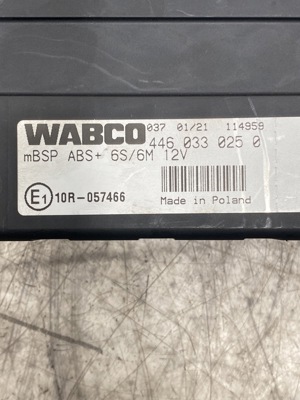 WABCO 037 01/21 114959
446 033 025 0
mBSP ABS+ 6S/6M 12V
E1 10R-057466 Made in Poland